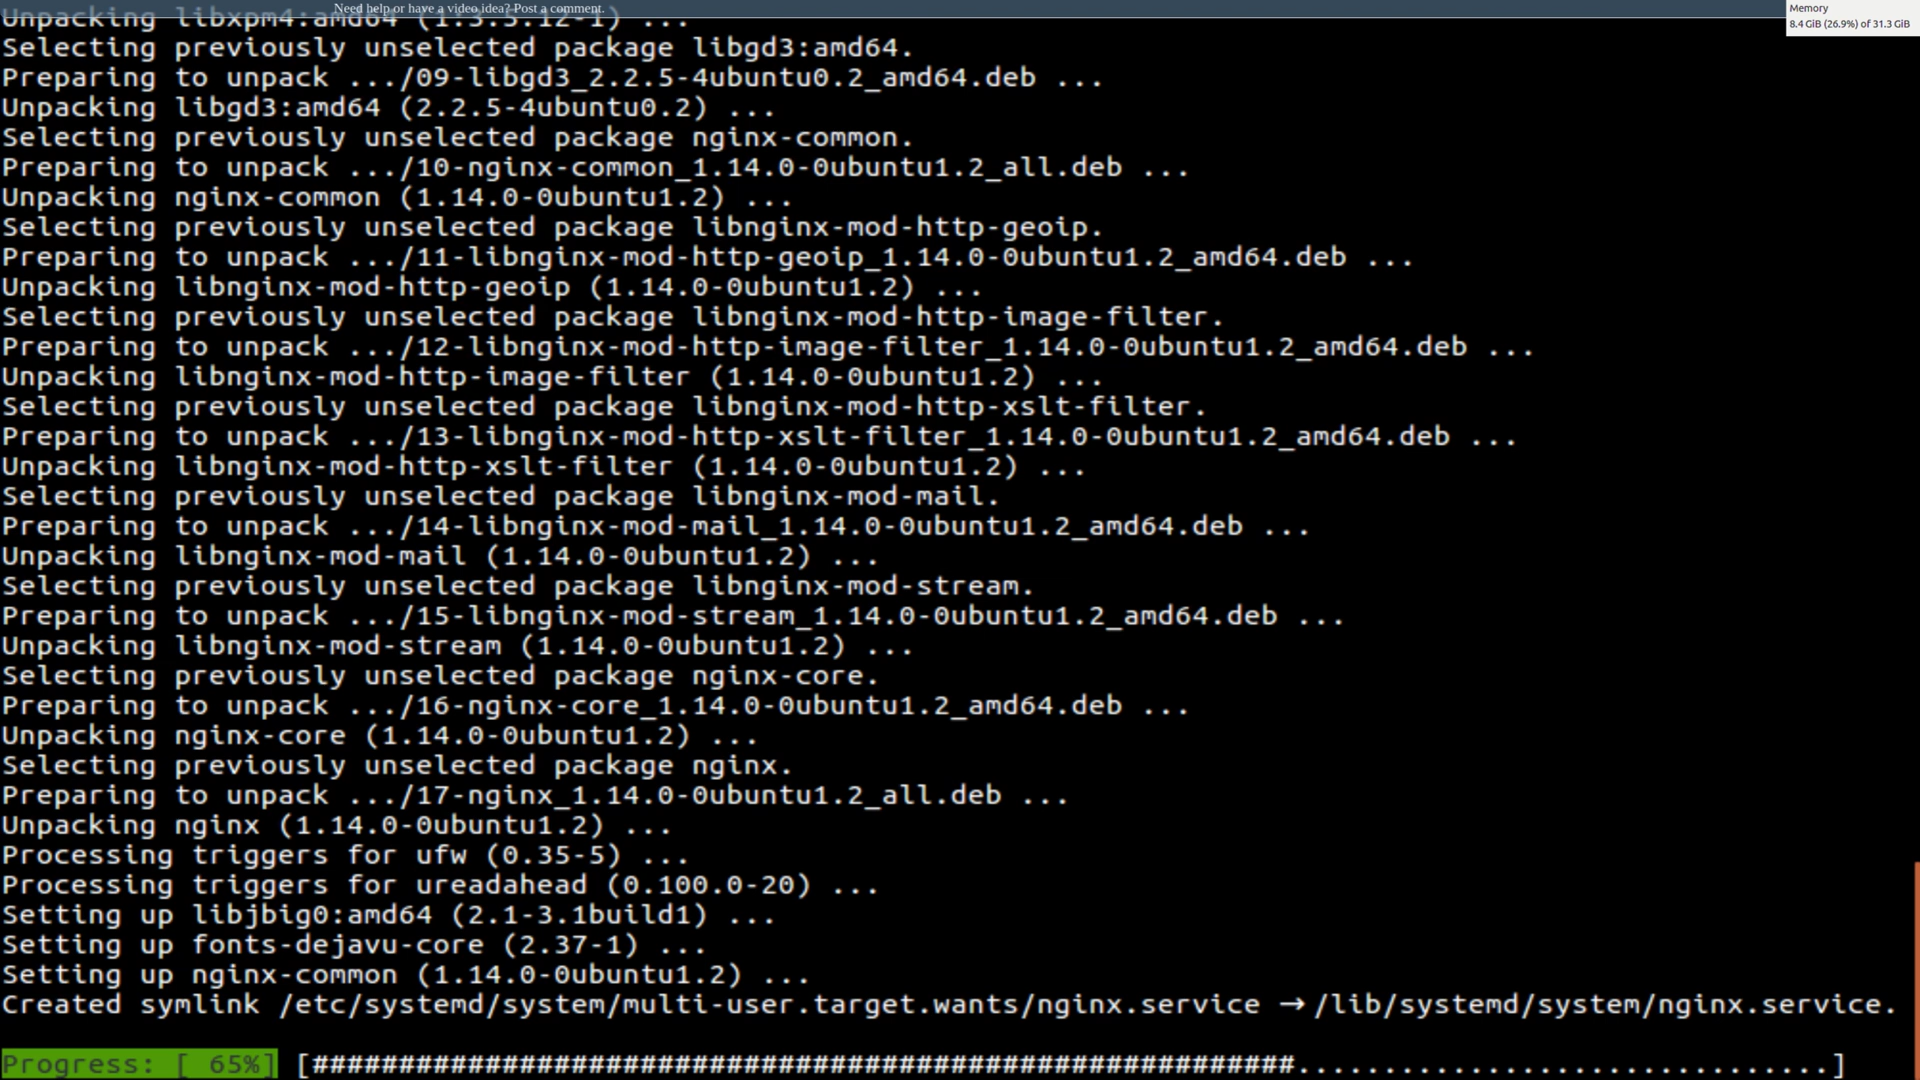 Need help or have a video idea? Post a comment.
Memory
8.4 GiB (26.9%) of 31.3 GiB
Unpacking libxpm4:amd64 (1:3.5.12-1) ...
Selecting previously unselected package libgd3:amd64.
Preparing to unpack .../09-libgd3_2.2.5-4ubuntu0.2_amd64.deb ...
Unpacking libgd3:amd64 (2.2.5-4ubuntu0.2) ...
Selecting previously unselected package nginx-common.
Preparing to unpack .../10-nginx-common_1.14.0-0ubuntu1.2_all.deb ...
Unpacking nginx-common (1.14.0-0ubuntu1.2) ...
Selecting previously unselected package libnginx-mod-http-geoip.
Preparing to unpack .../11-libnginx-mod-http-geoip_1.14.0-0ubuntu1.2_amd64.deb ...
Unpacking libnginx-mod-http-geoip (1.14.0-0ubuntu1.2) ...
Selecting previously unselected package libnginx-mod-http-image-filter.
Preparing to unpack .../12-libnginx-mod-http-image-filter_1.14.0-0ubuntu1.2_amd64.deb ...
Unpacking libnginx-mod-http-image-filter (1.14.0-0ubuntu1.2) ...
Selecting previously unselected package libnginx-mod-http-xslt-filter.
Preparing to unpack .../13-libnginx-mod-http-xslt-filter_1.14.0-0ubuntu1.2_amd64.deb ...
Unpacking libnginx-mod-http-xslt-filter (1.14.0-0ubuntu1.2) ...
Selecting previously unselected package libnginx-mod-mail.
Preparing to unpack .../14-libnginx-mod-mail_1.14.0-0ubuntu1.2_amd64.deb ...
Unpacking libnginx-mod-mail (1.14.0-0ubuntu1.2) ...
Selecting previously unselected package libnginx-mod-stream.
Preparing to unpack .../15-libnginx-mod-stream_1.14.0-0ubuntu1.2_amd64.deb ...
Unpacking libnginx-mod-stream (1.14.0-0ubuntu1.2) ...
Selecting previously unselected package nginx-core.
Preparing to unpack .../16-nginx-core_1.14.0-0ubuntu1.2_amd64.deb ...
Unpacking nginx-core (1.14.0-0ubuntu1.2) ...
Selecting previously unselected package nginx.
Preparing to unpack .../17-nginx_1.14.0-0ubuntu1.2_all.deb ...
Unpacking nginx (1.14.0-0ubuntu1.2) ...
Processing triggers for ufw (0.35-5) ...
Processing triggers for ureadahead (0.100.0-20) ...
Setting up libjbig0:amd64 (2.1-3.1build1) ...
Setting up fonts-dejavu-core (2.37-1) ...
Setting up nginx-common (1.14.0-0ubuntu1.2) ...
Created symlink /etc/systemd/system/multi-user.target.wants/nginx.service → /lib/systemd/system/nginx.service.
Progress: [ 65%] [#########################################################...............................]